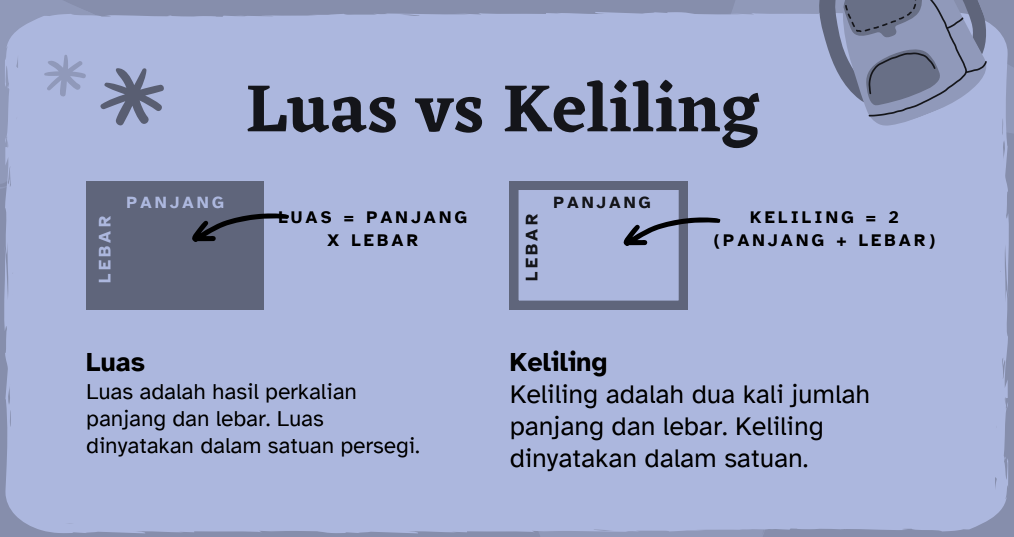 Luas vs Keliling
PANJANG
LEBAR
LUAS = PANJANG
X LEBAR
PANJANG
LEBAR
KELILING = 2
(PANJANG + LEBAR)
Luas
Luas adalah hasil perkalian
panjang dan lebar. Luas
dinyatakan dalam satuan persegi.
Keliling
Keliling adalah dua kali jumlah
panjang dan lebar. Keliling
dinyatakan dalam satuan.